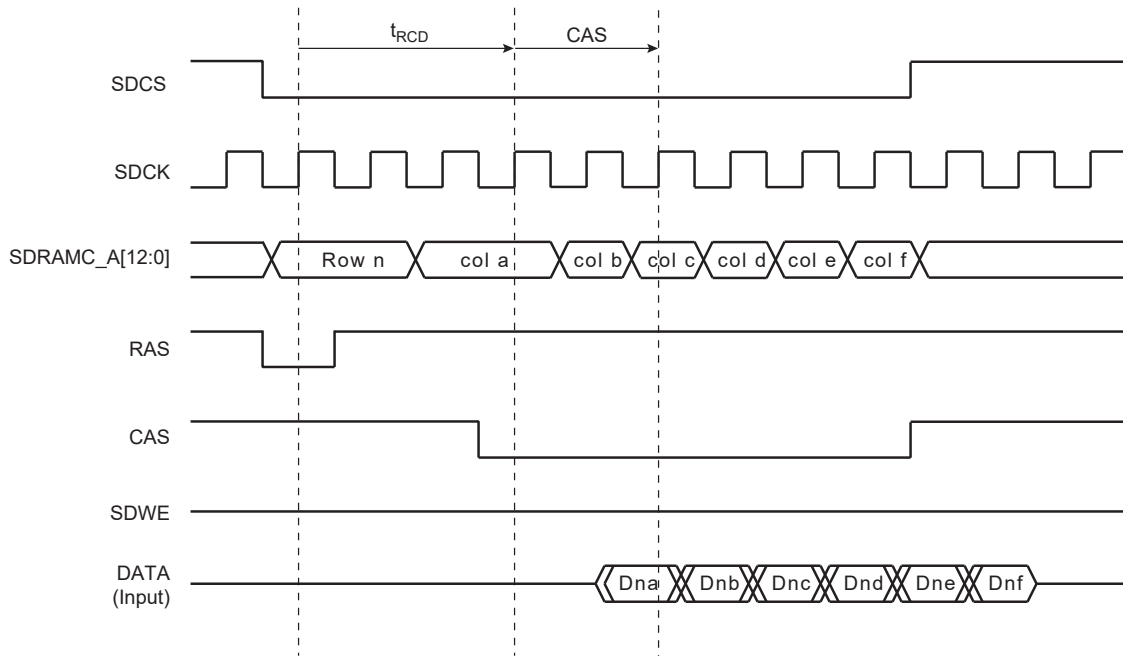 tRCD CAS
SDCS
SDCK
SDRAMC_A[12:0] Row n col a col b col c col d col e col f
RAS
CAS
SDWE
DATA
(Input) Dna Dnb Dnc Dnd Dne Dnf